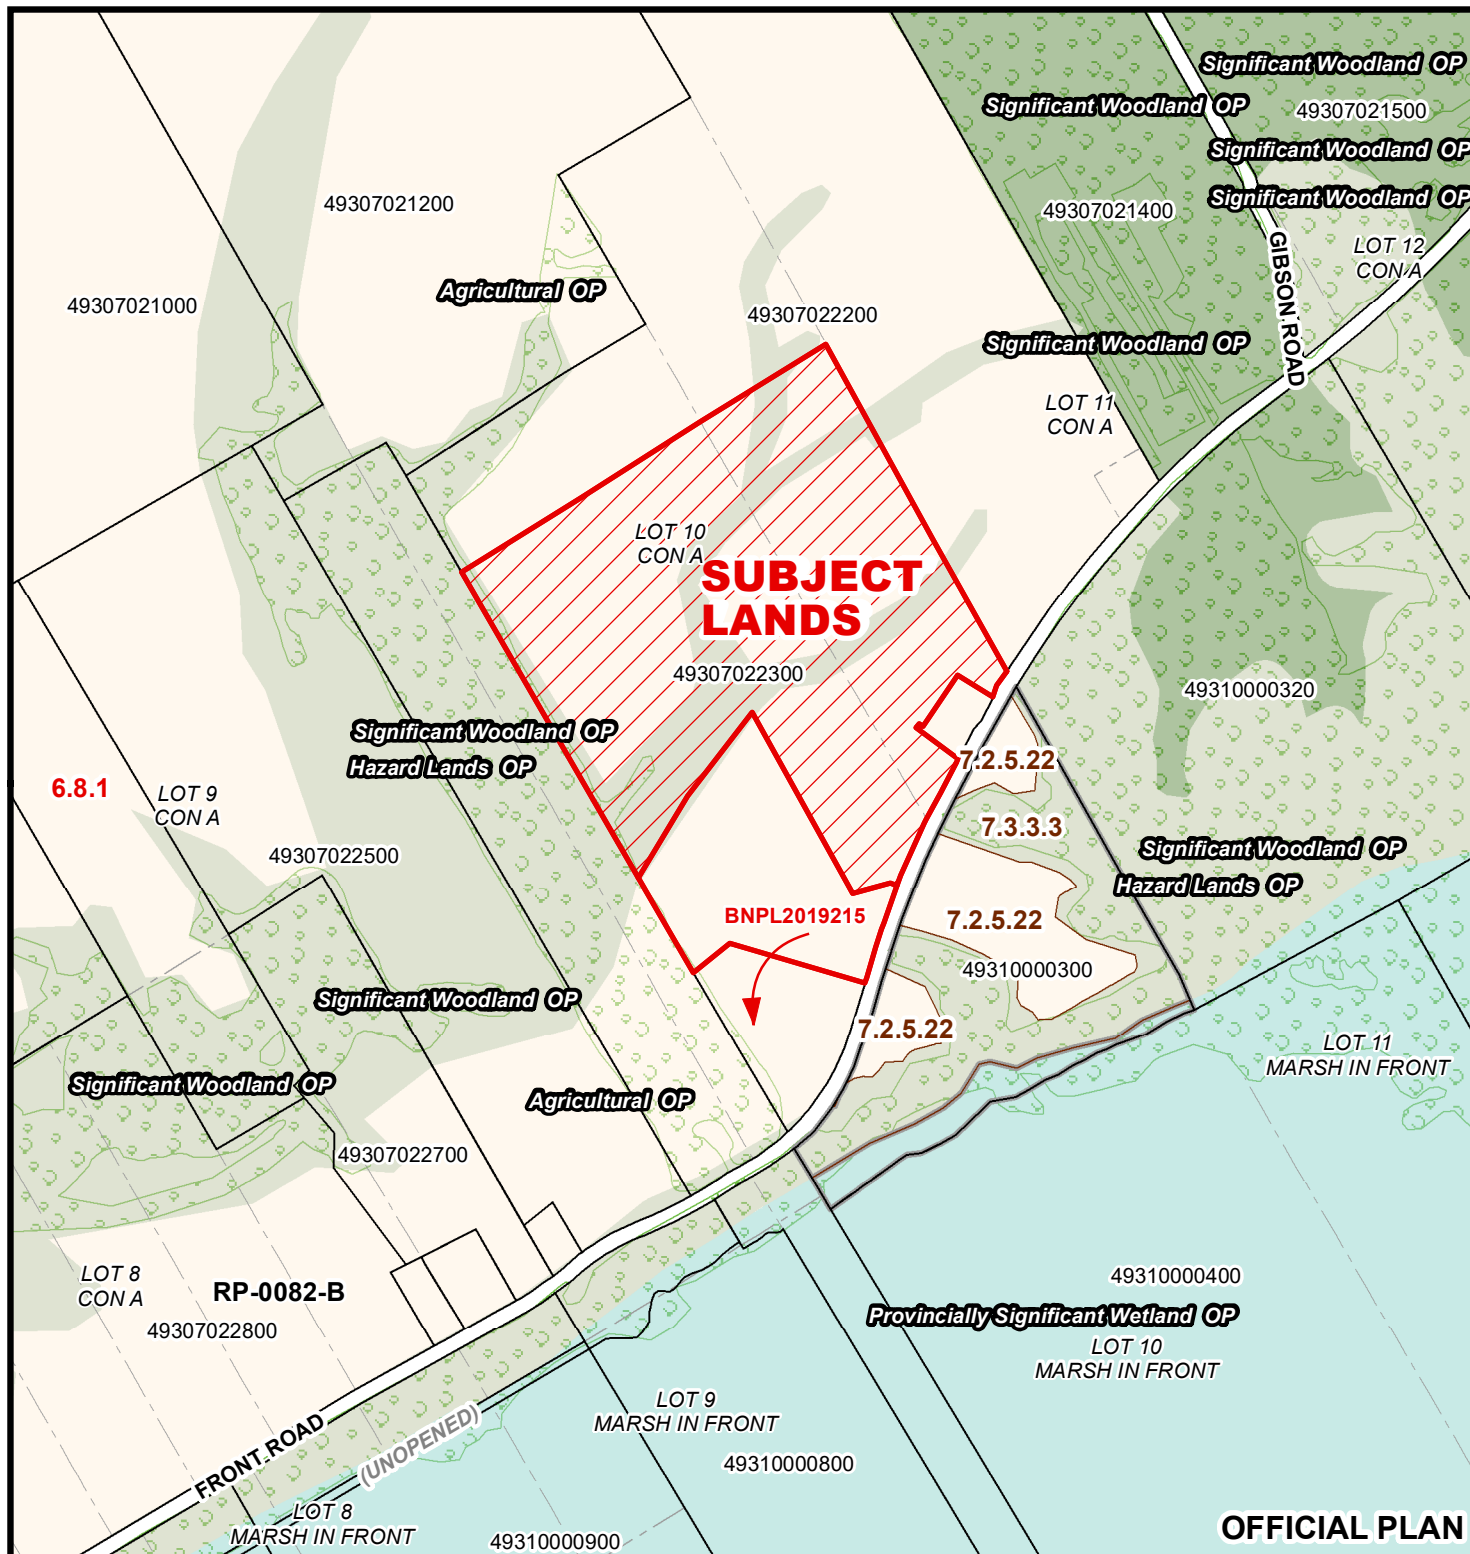 Significant Woodland OP
Significant Woodland OP
49307021500
Significant Woodland OP
Significant Woodland OP
49307021200
49307021400
GIBSON ROAD
LOT 12
CON A
49307021000
Agricultural OP
49307022200
Significant Woodland OP
LOT 11
CON A
LOT 10
CON A
SUBJECT
LANDS
49307022300
49310000320
Significant Woodland OP
Hazard Lands OP
7.2.5.22
6.8.1
LOT 9
CON A
7.3.3.3
49307022500
Significant Woodland OP
Hazard Lands OP
BNPL2019215
7.2.5.22
49310000300
Significant Woodland OP
7.2.5.22
LOT 11
MARSH IN FRONT
Significant Woodland OP
Agricultural OP
49307022700
LOT 8
CON A
RP-0082-B
49307022800
49310000400
Provincially Significant Wetland OP
LOT 10
MARSH IN FRONT
LOT 9
MARSH IN FRONT
FRONT ROAD
(UNOPENED)
49310000800
LOT 8
MARSH IN FRONT
49310000900
OFFICIAL PLAN